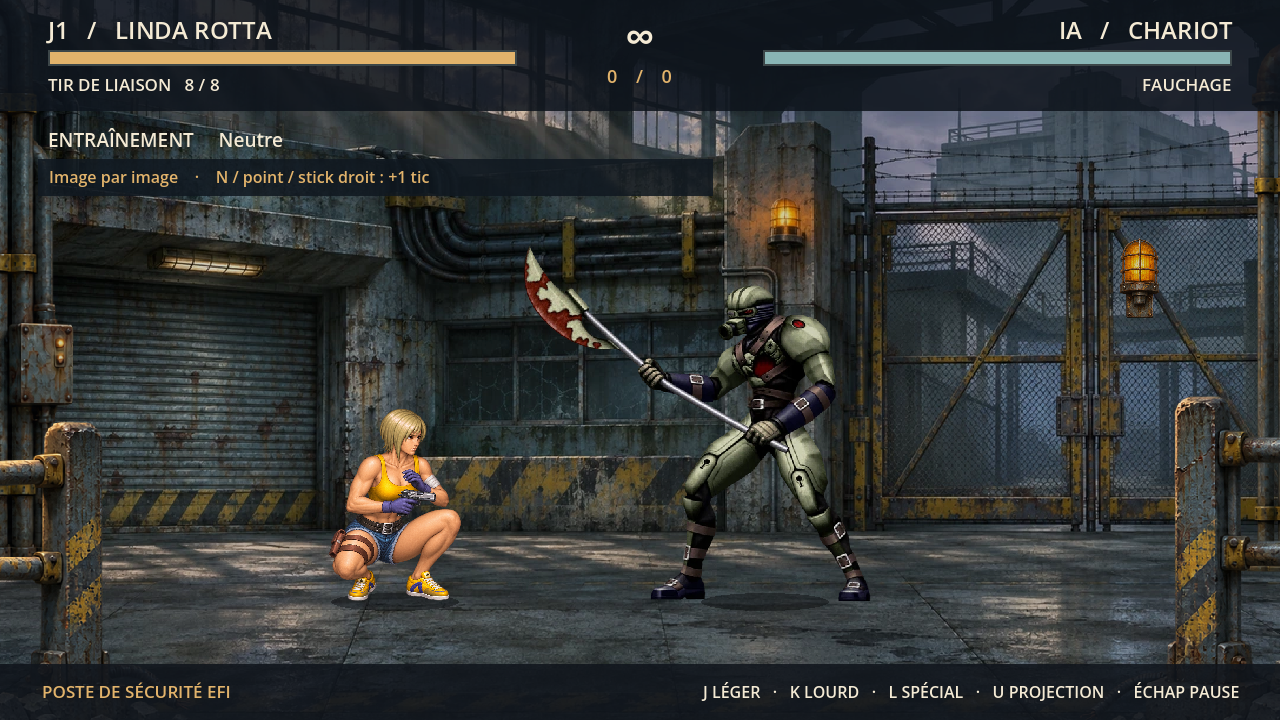 J1 / LINDA ROTTA
∞
IA / CHARIOT
0 / 0
TIR DE LIAISON 8 / 8
FAUCHAGE
ENTRAÎNEMENT Neutre
Image par image · N / point / stick droit : +1 tic
POSTE DE SÉCURITÉ EFI
J LÉGER · K LOURD · L SPÉCIAL · U PROJECTION · ÉCHAP PAUSE